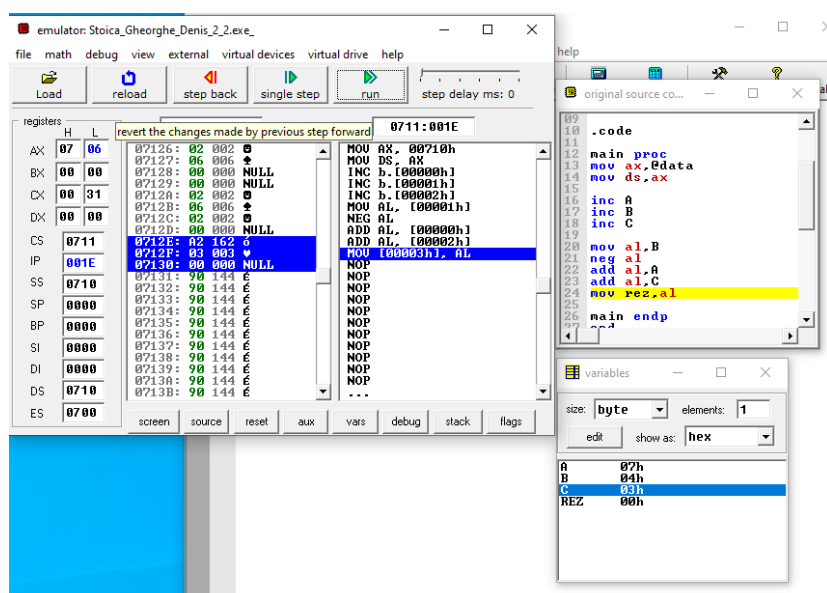 emulator: Stoica_Gheorghe_Denis_2_2.exe_
file math debug view external virtual devices virtual drive help
Load reload step back single step run step delay ms: 0
registers
H L
revert the changes made by previous step forward
0711:001E
AX 07 06
BX 00 00
CX 00 31
DX 00 00
CS 0711
IP 001E
SS 0710
SP 0000
BP 0000
SI 0000
DI 0000
DS 0710
ES 0700
07126: 02 002
07127: 06 006
07128: 00 000 NULL
07129: 00 000 NULL
0712A: 02 002
0712B: 06 006
0712C: 02 002
0712D: 00 000 NULL
0712E: A2 162 ó
0712F: 03 003 ♥
07130: 00 000 NULL
07131: 90 144 É
07132: 90 144 É
07133: 90 144 É
07134: 90 144 É
07135: 90 144 É
07136: 90 144 É
07137: 90 144 É
07138: 90 144 É
07139: 90 144 É
0713A: 90 144 É
0713B: 90 144 É
MOV AX, 00710h
MOV DS, AX
INC b.[00000h]
INC b.[00001h]
INC b.[00002h]
MOV AL, [00001h]
NEG AL
ADD AL, [00000h]
ADD AL, [00002h]
MOV [00003h], AL
NOP
NOP
NOP
NOP
NOP
NOP
NOP
NOP
NOP
NOP
NOP
...
screen source reset aux vars debug stack flags
help
original source co...
09
10 .code
11
12 main proc
13 mov ax,@data
14 mov ds,ax
15
16 inc A
17 inc B
18 inc C
19
20 mov al,B
21 neg al
22 add al,A
23 add al,C
24 mov rez,al
25
26 main endp
27 end
variables
size: byte elements: 1
edit show as: hex
A 07h
B 04h
C 03h
REZ 00h